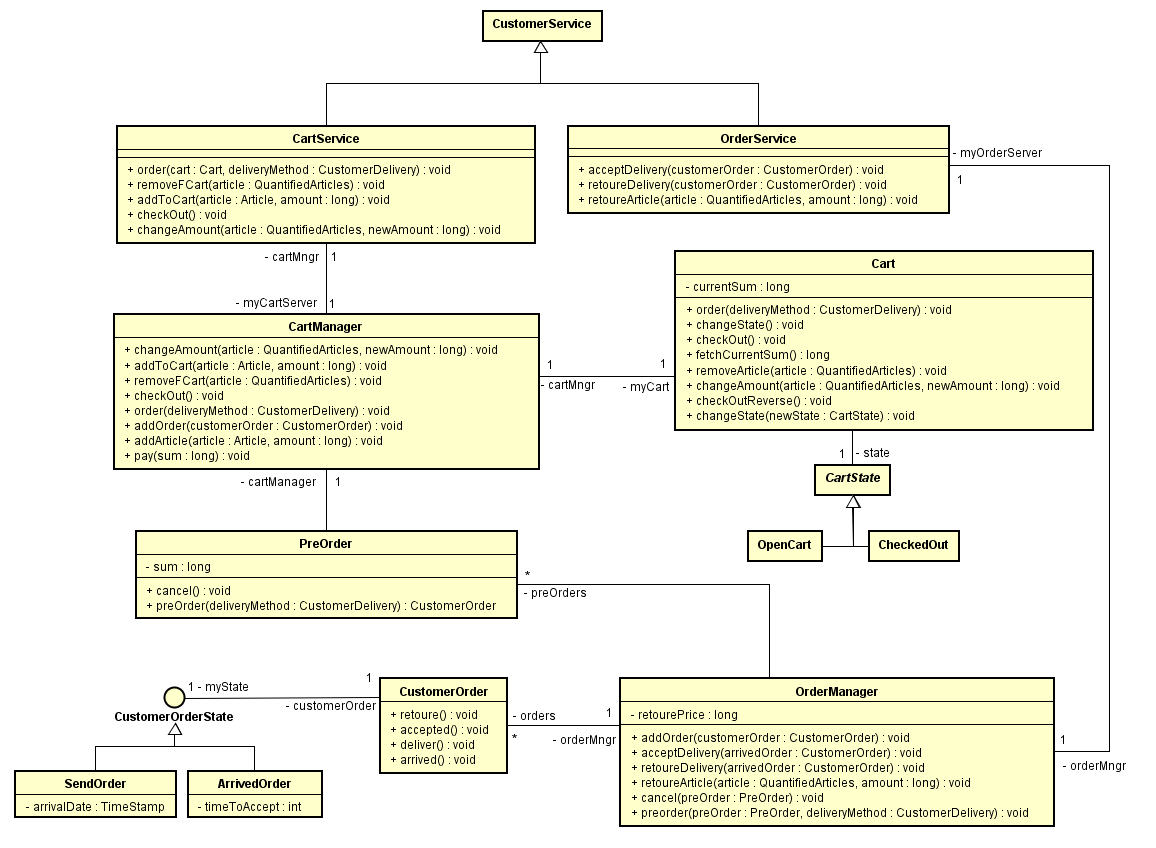 CustomerService
CartService
+ order(cart : Cart, deliveryMethod : CustomerDelivery) : void
+ removeFCart(article : QuantifiedArticles) : void
+ addToCart(article : Article, amount : long) : void
+ checkOut() : void
+ changeAmount(article : QuantifiedArticles, newAmount : long) : void
OrderService
+ acceptDelivery(customerOrder : CustomerOrder) : void
+ retoureDelivery(customerOrder : CustomerOrder) : void
+ retoureArticle(article : QuantifiedArticles, amount : long) : void
- myOrderServer
1
- cartMngr 1
- myCartServer 1
CartManager
+ changeAmount(article : QuantifiedArticles, newAmount : long) : void
+ addToCart(article : Article, amount : long) : void
+ removeFCart(article : QuantifiedArticles) : void
+ checkOut() : void
+ order(deliveryMethod : CustomerDelivery) : void
+ addOrder(customerOrder : CustomerOrder) : void
+ addArticle(article : Article, amount : long) : void
+ pay(sum : long) : void
1 1
- cartMngr - myCart
Cart
- currentSum : long
+ order(deliveryMethod : CustomerDelivery) : void
+ changeState() : void
+ checkOut() : void
+ fetchCurrentSum() : long
+ removeArticle(article : QuantifiedArticles) : void
+ changeAmount(article : QuantifiedArticles, newAmount : long) : void
+ checkOutReverse() : void
+ changeState(newState : CartState) : void
1 - state
CartState
OpenCart
CheckedOut
- cartManager 1
PreOrder
- sum : long
+ cancel() : void
+ preOrder(deliveryMethod : CustomerDelivery) : CustomerOrder
*
- preOrders
1 - myState
1
- customerOrder
CustomerOrderState
SendOrder
- arrivalDate : TimeStamp
ArrivedOrder
- timeToAccept : int
CustomerOrder
+ retoure() : void
+ accepted() : void
+ deliver() : void
+ arrived() : void
- orders 1
* - orderMngr
OrderManager
- retourePrice : long
+ addOrder(customerOrder : CustomerOrder) : void
+ acceptDelivery(arrivedOrder : CustomerOrder) : void
+ retoureDelivery(arrivedOrder : CustomerOrder) : void
+ retoureArticle(article : QuantifiedArticles, amount : long) : void
+ cancel(preOrder : PreOrder) : void
+ preorder(preOrder : PreOrder, deliveryMethod : CustomerDelivery) : void
1
- orderMngr